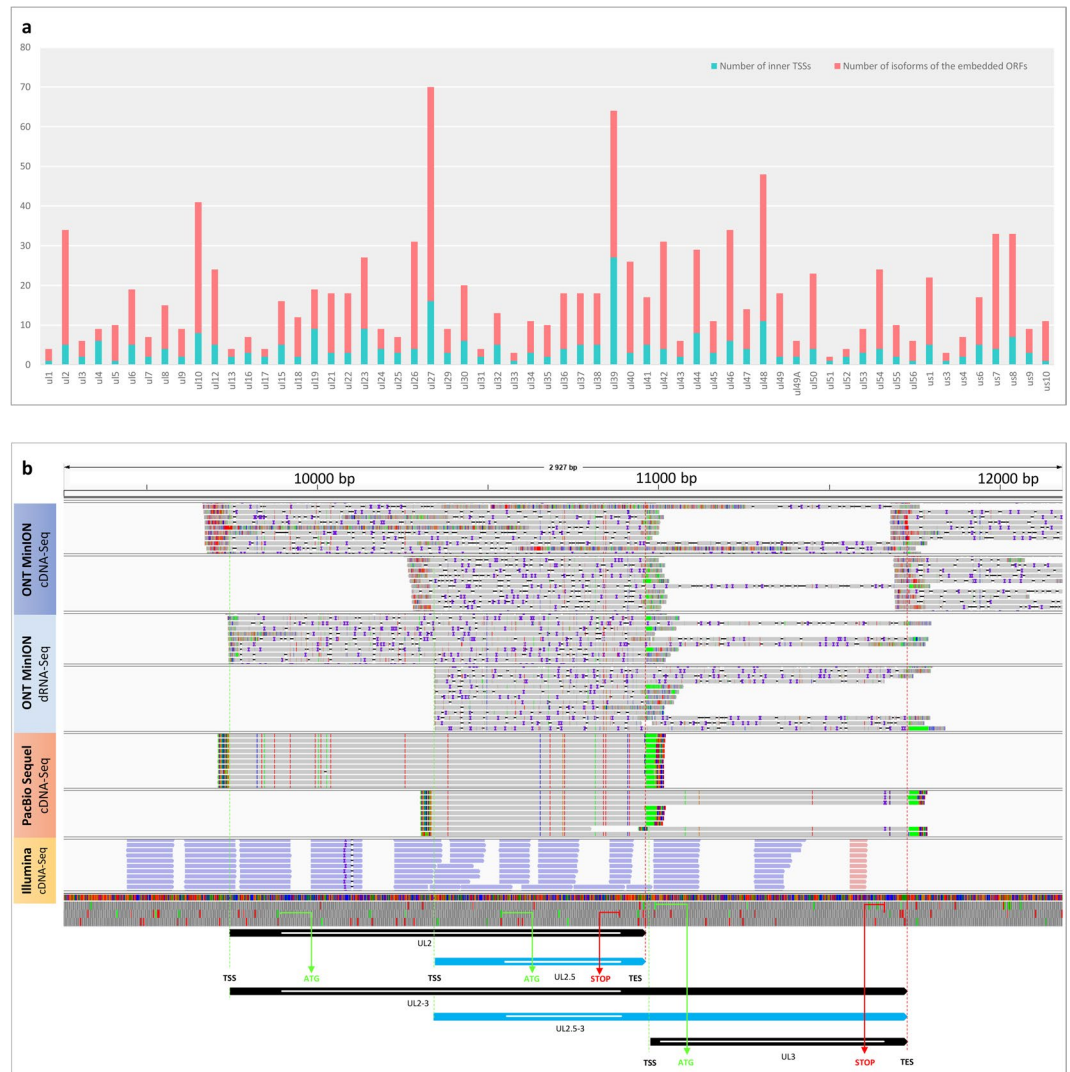 a
80
70
60
50
40
30
20
10
0
Number of inner TSSs Number of isoforms of the embedded ORFs
ul1 ul2 ul3 ul4 ul5 ul6 ul7 ul8 ul9 ul10 ul12 ul13 ul16 ul17 ul15 ul18 ul19 ul21 ul22 ul23 ul24 ul25 ul26 ul27 ul29 ul30 ul31 ul32 ul33 ul34 ul35 ul36 ul37 ul38 ul39 ul40 ul41 ul42 ul43 ul44 ul45 ul46 ul47 ul48 ul49 ul49A ul50 ul51 ul52 ul53 ul54 ul55 ul56 us1 us3 us4 us6 us7 us8 us9 us10
b
2 927 bp
10000 bp 11000 bp 12000 bp
ONT MinION
cDNA-Seq
ONT MinION
dRNA-Seq
PacBio Sequel
cDNA-Seq
Illumina
cDNA-Seq
UL2
TSS ATG TSS ATG UL2.5 STOP TES
UL2-3
UL2.5-3
UL3
TSS ATG STOP TES